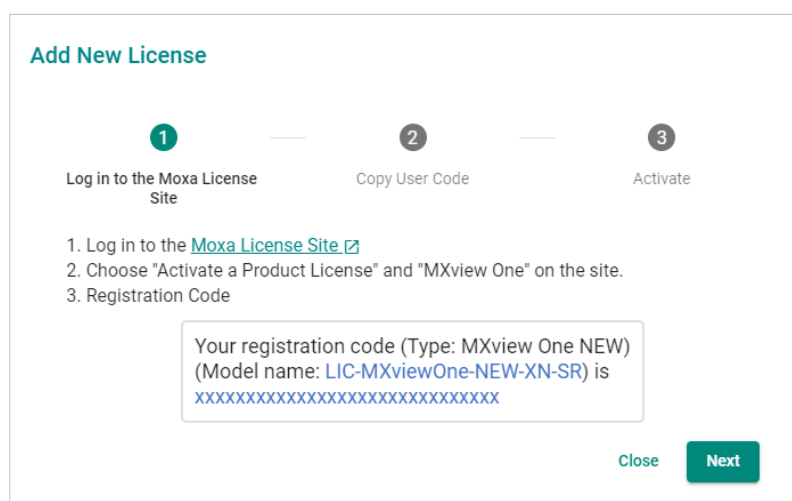 Add New License
1
2
3
Log in to the Moxa License
Site
Copy User Code
Activate
1. Log in to the Moxa License Site
2. Choose "Activate a Product License" and "MXview One" on the site.
3. Registration Code
Your registration code (Type: MXview One NEW)
(Model name: LIC-MXviewOne-NEW-XN-SR) is
xxxxxxxxxxxxxxxxxxxxxxxxxxxxxx
Close
Next